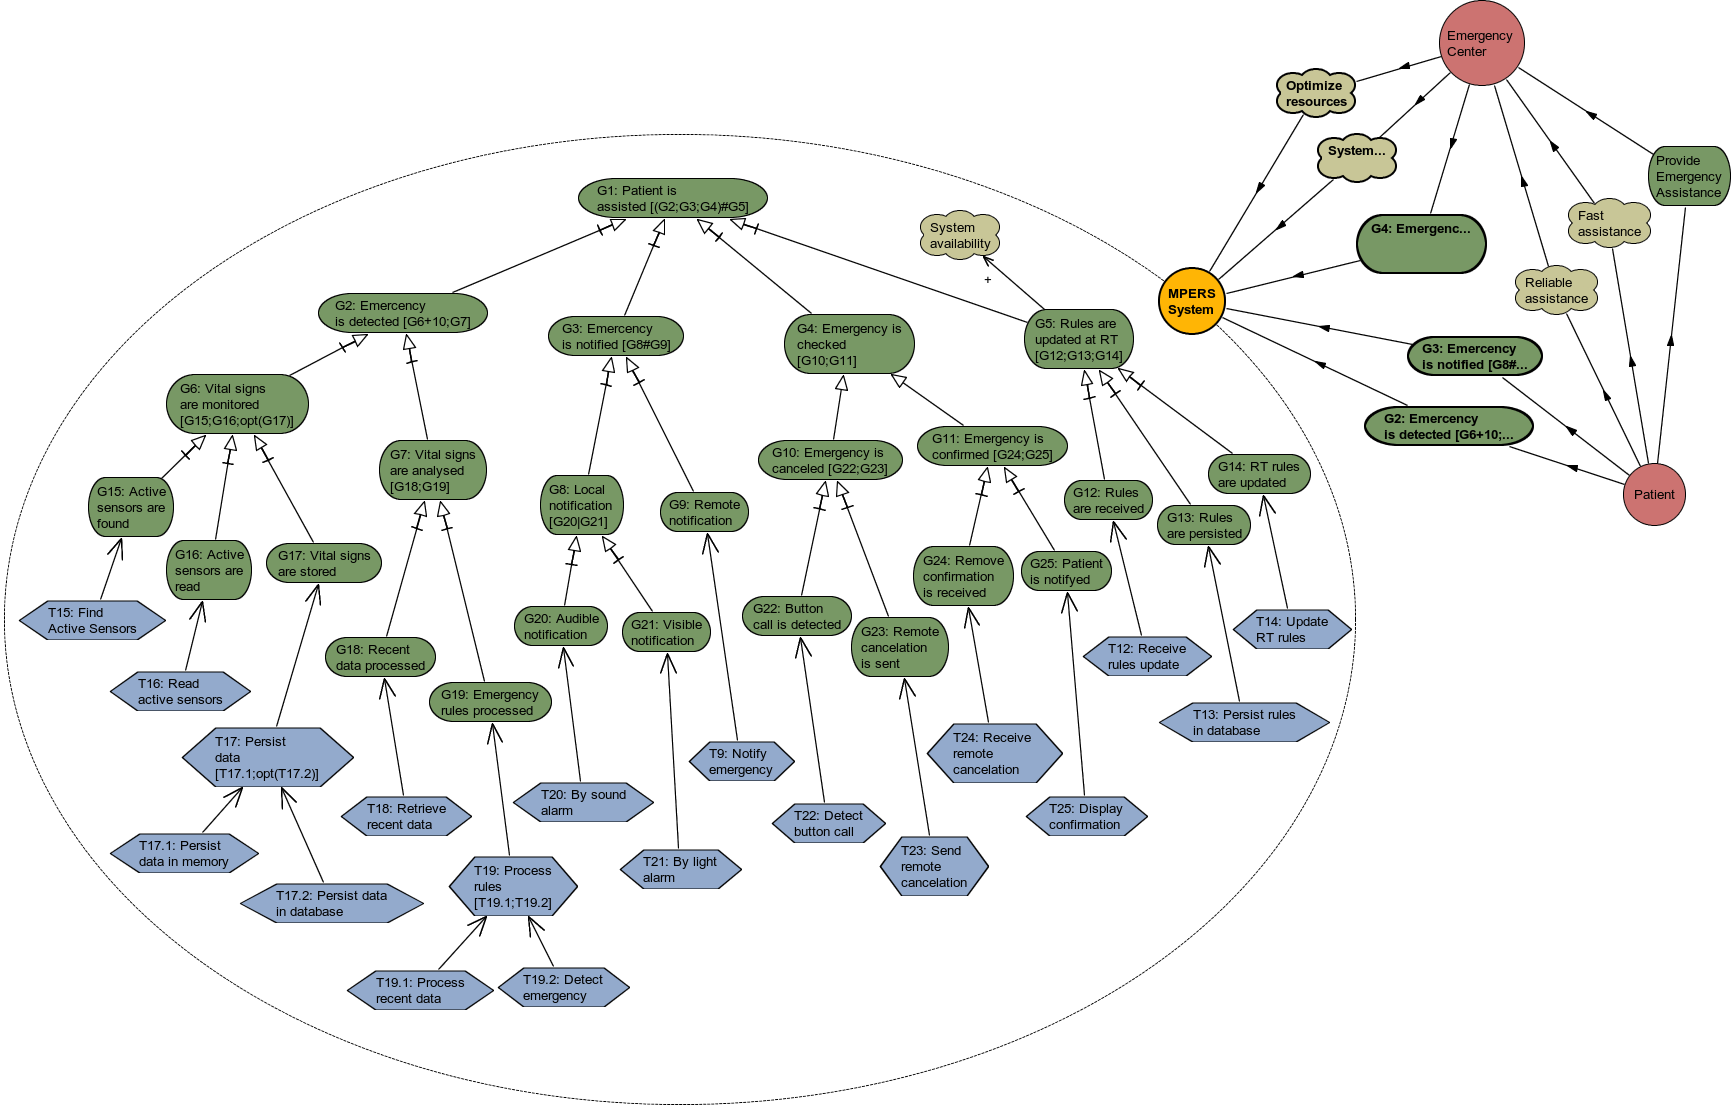 Emergency
Center
Optimize
resources
System...
Provide
Emergency
Assistance
G1: Patient is
assisted [(G2;G3;G4)#G5]
System
availability
+
G4: Emergenc...
Fast
assistance
Reliable
assistance
MPERS
System
G2: Emercency
is detected [G6+10;G7]
G3: Emercency
is notified [G8#G9]
G4: Emergency is
checked
[G10;G11]
G5: Rules are
updated at RT
[G12;G13;G14]
G3: Emercency
is notified [G8#...
G2: Emercency
is detected [G6+10;...
Patient
G6: Vital signs
are monitored
[G15;G16;opt(G17)]
G7: Vital signs
are analysed
[G18;G19]
G10: Emergency is
canceled [G22;G23]
G11: Emergency is
confirmed [G24;G25]
G14: RT rules
are updated
G15: Active
sensors are
found
G8: Local
notification
[G20|G21]
G9: Remote
notification
G12: Rules
are received
G13: Rules
are persisted
G16: Active
sensors are
read
G17: Vital signs
are stored
G24: Remove
confirmation
is received
G25: Patient
is notifyed
T15: Find
Active Sensors
G20: Audible
notification
G21: Visible
notification
G22: Button
call is detected
G23: Remote
cancelation
is sent
T14: Update
RT rules
G18: Recent
data processed
T12: Receive
rules update
T16: Read
active sensors
G19: Emergency
rules processed
T13: Persist rules
in database
T17: Persist
data
[T17.1;opt(T17.2)]
T9: Notify
emergency
T24: Receive
remote
cancelation
T18: Retrieve
recent data
T20: By sound
alarm
T22: Detect
button call
T25: Display
confirmation
T17.1: Persist
data in memory
T21: By light
alarm
T23: Send
remote
cancelation
T17.2: Persist data
in database
T19: Process
rules
[T19.1;T19.2]
T19.1: Process
recent data
T19.2: Detect
emergency